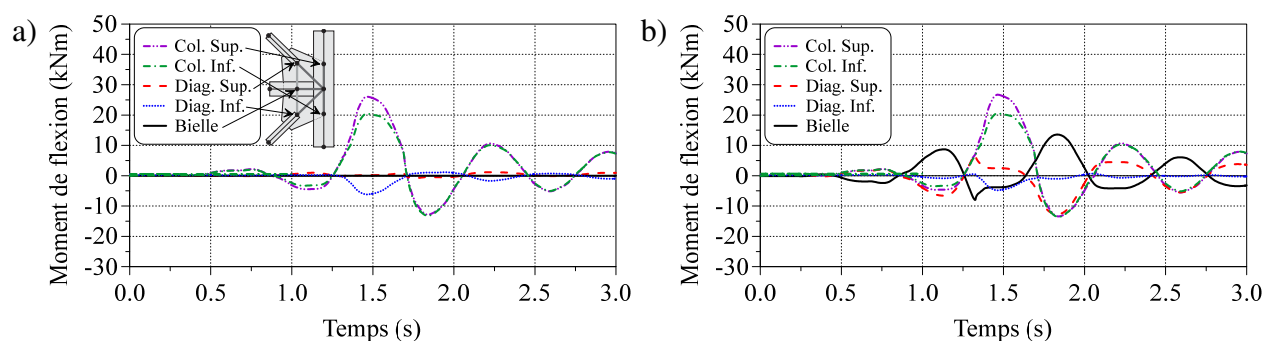 a)
Moment de flexion (kNm)
50
40
30
20
10
0
-10
-20
-30
Col. Sup.
Col. Inf.
Diag. Sup.
Diag. Inf.
Bielle
0.0 0.5 1.0 1.5 2.0 2.5 3.0
Temps (s)
b)
Moment de flexion (kNm)
50
40
30
20
10
0
-10
-20
-30
Col. Sup.
Col. Inf.
Diag. Sup.
Diag. Inf.
Bielle
0.0 0.5 1.0 1.5 2.0 2.5 3.0
Temps (s)